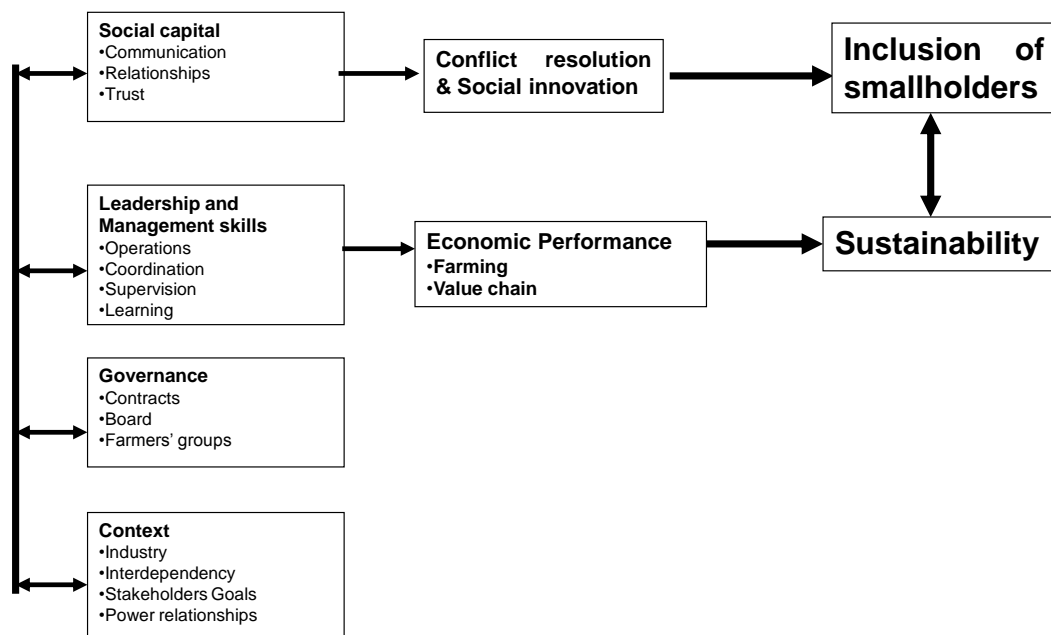 Social capital
•Communication
•Relationships
•Trust
Conflict resolution
& Social innovation
Inclusion of
smallholders
Leadership and
Management skills
•Operations
•Coordination
•Supervision
•Learning
Economic Performance
•Farming
•Value chain
Sustainability
Governance
•Contracts
•Board
•Farmers’ groups
Context
•Industry
•Interdependency
•Stakeholders Goals
•Power relationships